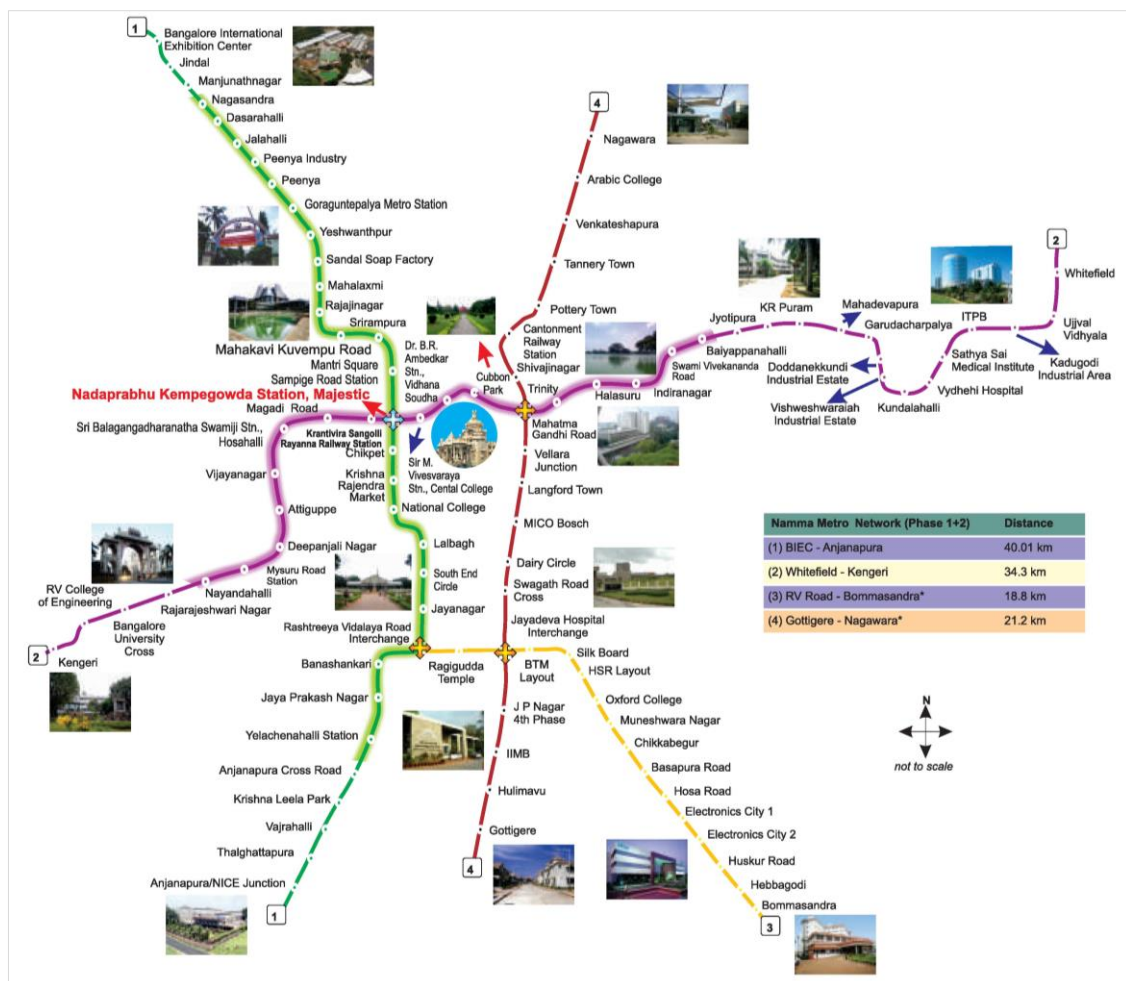 1
Bangalore International
Exhibition Center
Jindal
Manjunathnagar
Nagasandra
Dasarahalli
Jalahalli
Peenya Industry
Peenya
Goraguntepalya Metro Station
Yeshwanthpur
Sandal Soap Factory
Mahalaxmi
Rajajinagar
Srirampura
Mahakavi Kuvempu Road
Mantri Square
Sampige Road Station
Nadaprabhu Kempegowda Station, Majestic
Magadi Road
Sri Balagangadharanatha Swamiji Stn.,
Hosahalli
Krantivira Sangolli
Rayanna Railway Station
Chikpet
Vijayanagar
Krishna
Rajendra
Market
Attiguppe
National College
Deepanjali Nagar
Lalbagh
Mysuru Road
Station
South End
Circle
Nayandahalli
RV College
of Engineering
Rajarajeshwari Nagar
Jayanagar
Bangalore
University
Cross
Rashtreeya Vidalaya Road
Interchange
2
Kengeri
Banashankari
Jaya Prakash Nagar
Yelachenahalli Station
Anjanapura Cross Road
Krishna Leela Park
Vajrahalli
Thalghattapura
Anjanapura/NICE Junction
1
4
Nagawara
Arabic College
Venkateshapura
Tannery Town
Pottery Town
Cantonment
Railway
Station
Shivajinagar
Dr. B.R.
Ambedkar
Stn.,
Vidhana
Soudha
Cubbon
Park
Trinity
Halasuru
Indiranagar
Swami Vivekananda
Road
Baiyappanahalli
Jyotipura
KR Puram
Mahadevapura
Garudacharpalya
Doddanekkundi
Industrial Estate
Vishweshwaraiah
Industrial Estate
Kundalahalli
Vydehi Hospital
Sathya Sai
Medical Institute
ITPB
Kadugodi
Industrial Area
Ujjval
Vidhyala
Whitefield
2
Sir M.
Vivesvaraya
Stn., Cental College
Mahatma
Gandhi Road
Vellara
Junction
Langford Town
MICO Bosch
Dairy Circle
Swagath Road
Cross
Jayadeva Hospital
Interchange
Ragigudda
Temple
BTM
Layout
Silk Board
HSR Layout
Oxford College
Muneshwara Nagar
Chikkabegur
Basapura Road
Hosa Road
Electronics City 1
Electronics City 2
Huskur Road
Hebbagodi
Bommasandra
3
J P Nagar
4th Phase
IIMB
Hulimavu
Gottigere
4
Namma Metro Network (Phase 1+2) Distance
(1) BIEC - Anjanapura 40.01 km
(2) Whitefield - Kengeri 34.3 km
(3) RV Road - Bommasandra* 18.8 km
(4) Gottigere - Nagawara* 21.2 km
N
not to scale